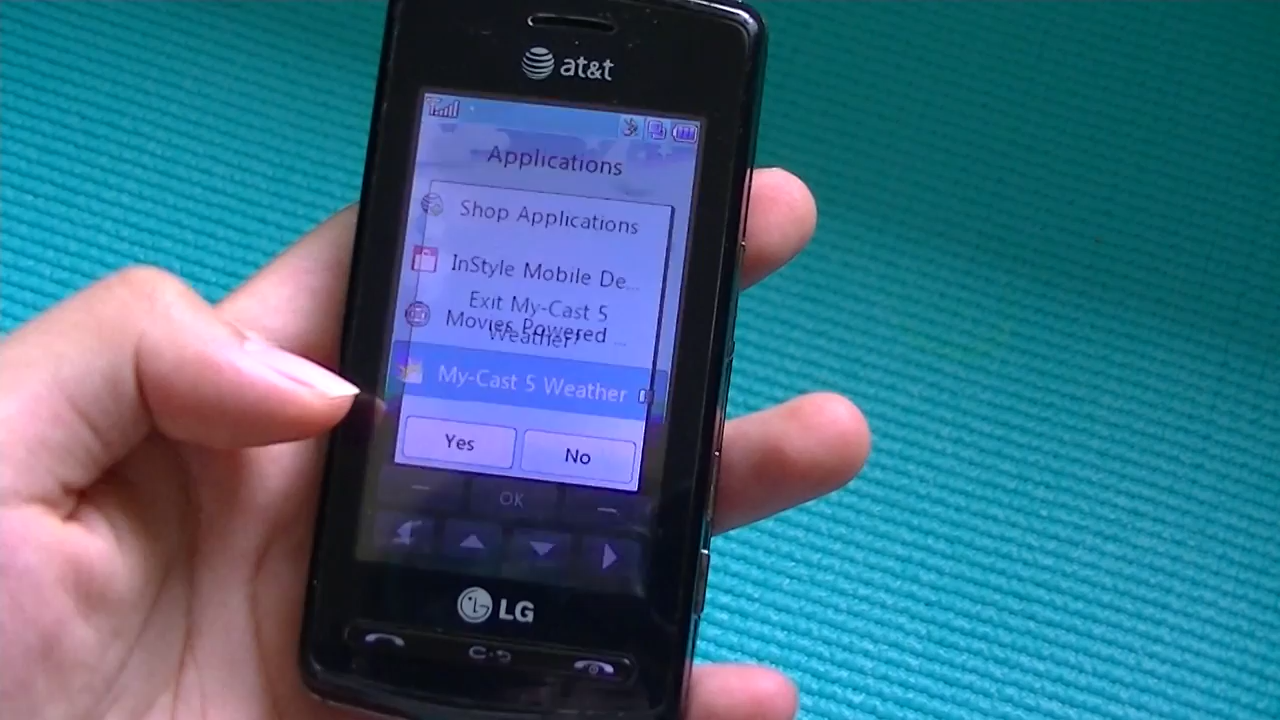 at&t
Applications
Shop Applications
InStyle Mobile De...
Exit My-Cast 5
Movies Powered ...
Weather?
My-Cast 5 Weather
Yes
No
OK
LG